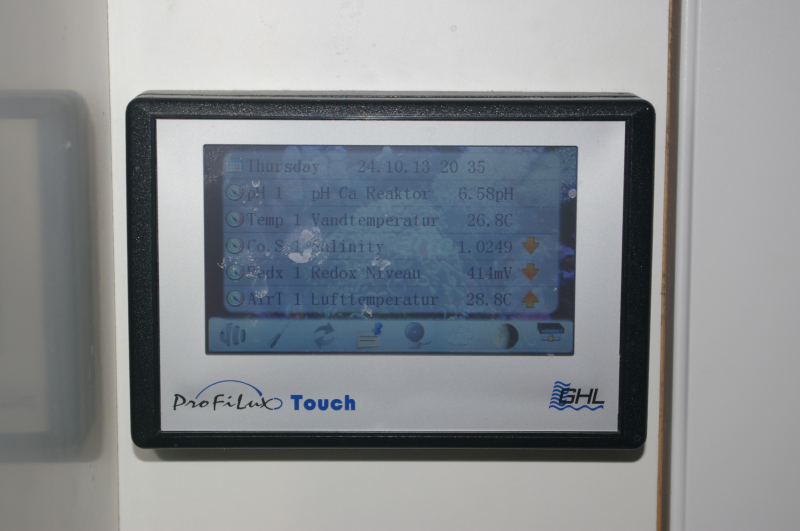 Thursday 24.10.13 20 35
pH 1 pH Ca Reaktor 6.58pH
Temp 1 Vandtemperatur 26.8C
Co.S 1 Salinity 1.0249
Redx 1 Redox Niveau 414mV
AirT 1 Lufttemperatur 28.8C
ProFiLux Touch
GHL